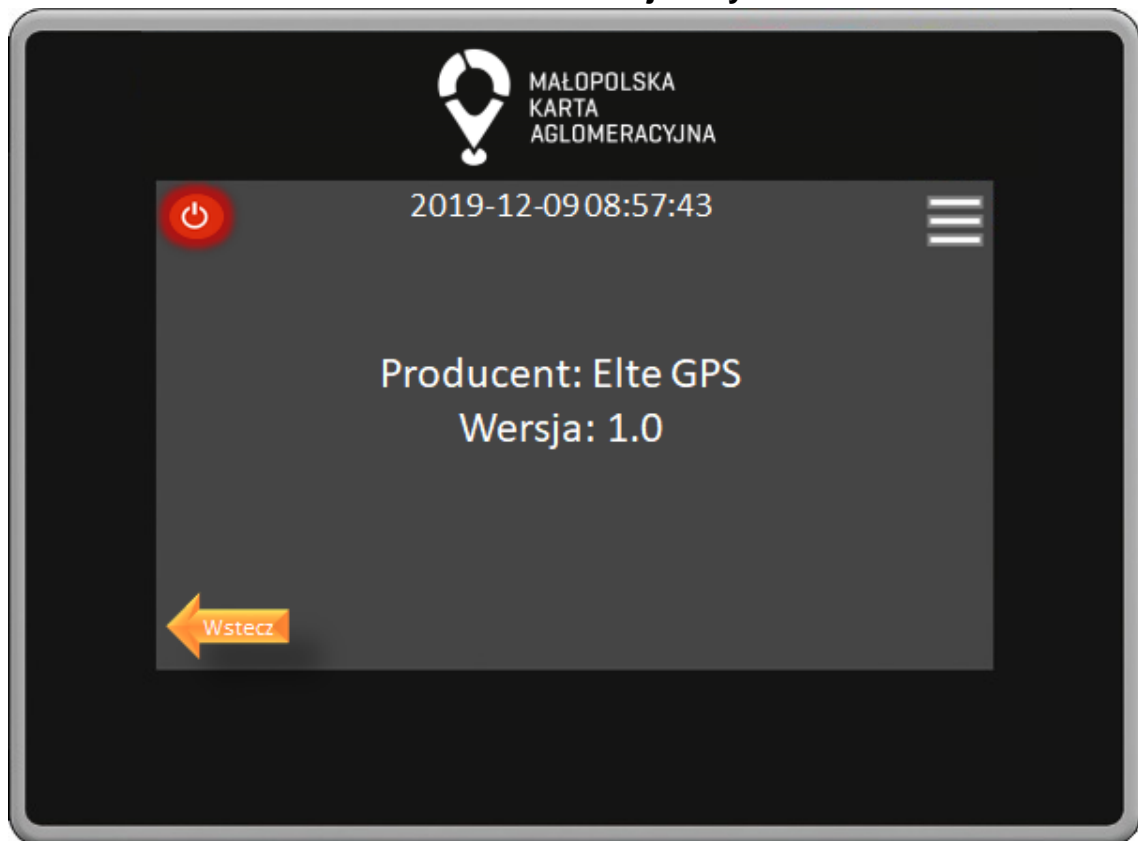 MAŁOPOLSKA
KARTA
AGLOMERACYJNA
2019-12-09 08:57:43
Producent: Elte GPS
Wersja: 1.0
Wstecz